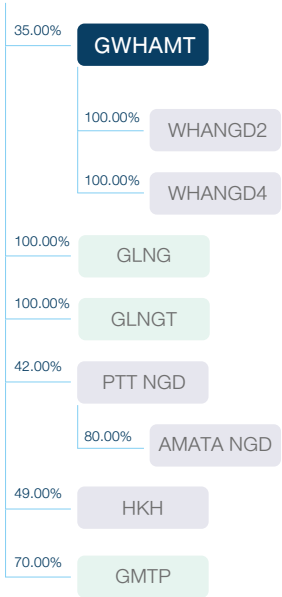 35.00%
GWHAMT
100.00%
WHANGD2
100.00%
WHANGD4
100.00%
GLNG
100.00%
GLNGT
42.00%
PTT NGD
80.00%
AMATA NGD
49.00%
HKH
70.00%
GMTP